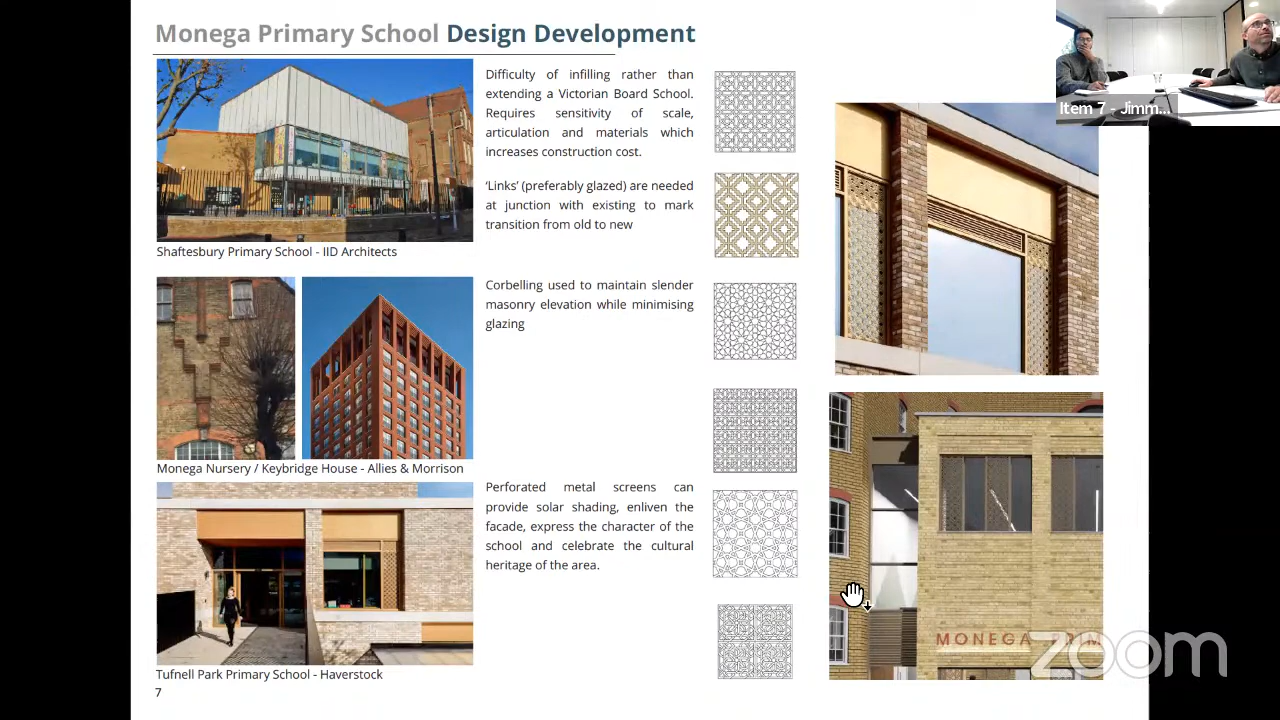 Monega Primary School Design Development
Difficulty of infilling rather than
extending a Victorian Board School.
Requires sensitivity of scale,
articulation and materials which
increases construction cost.
'Links' (preferably glazed) are needed
at junction with existing to mark
transition from old to new
Shaftesbury Primary School - IID Architects
Corbelling used to maintain slender
masonry elevation while minimising
glazing
Monega Nursery / Keybridge House - Allies & Morrison
Perforated metal screens can
provide solar shading, enliven the
facade, express the character of the
school and celebrate the cultural
heritage of the area.
Tufnell Park Primary School - Haverstock
7
Item 7 - Jimm...
MONEGA PRIM
zoom